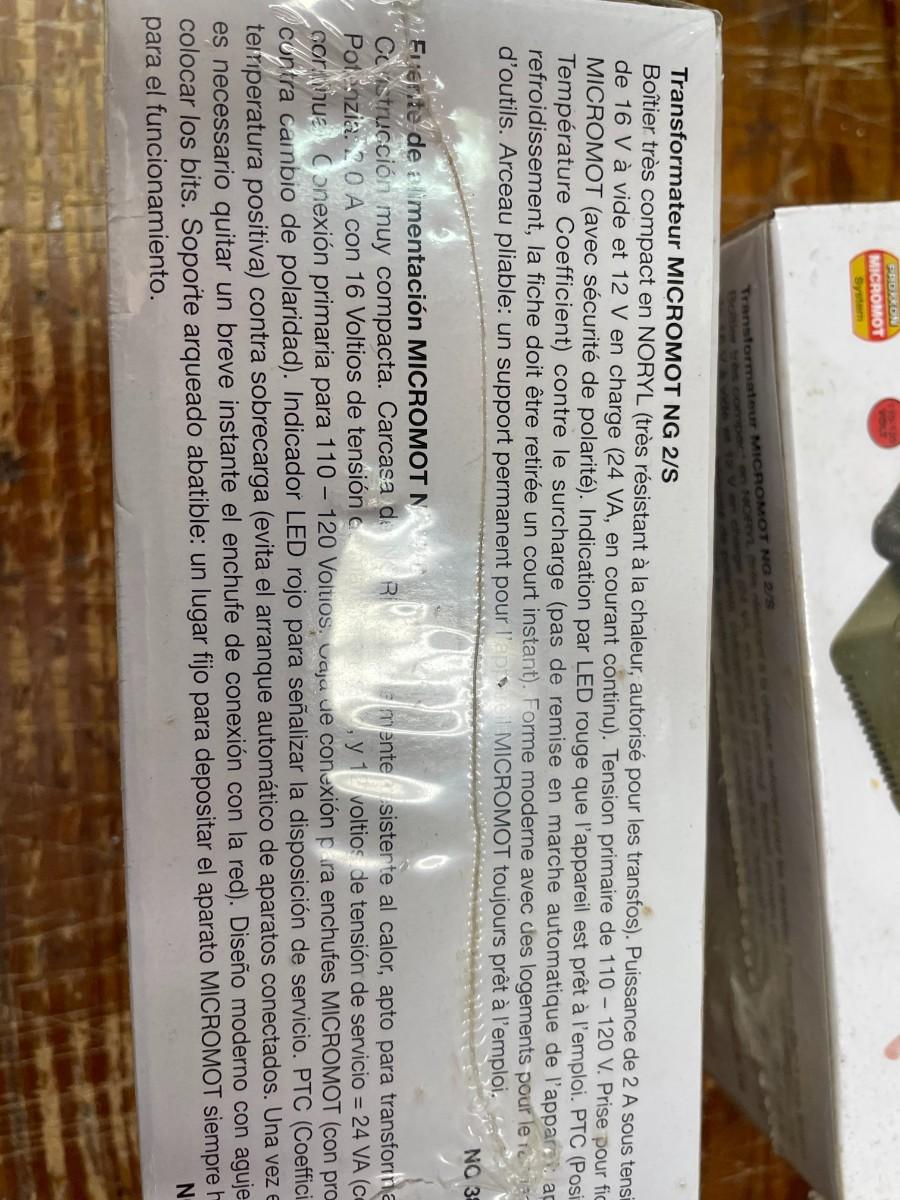 Transformateur MICROMOT NG 2/S
Boîtier très compact en NORYL (très résistant à la chaleur, autorisé pour les transfos). Puissance de 2 A sous tensi
de 16 V à vide et 12 V en charge (24 VA, en courant continu). Tension primaire de 110 – 120 V. Prise pour fic
MICROMOT (avec sécurité de polarité). Indication par LED rouge que l'appareil est prêt à l'emploi. PTC (Posi
Température Coefficient) contre le surcharge (pas de remise en marche automatique de l'appar
refroidissement, la fiche doit être retirée un court instant). Forme moderne avec des logements pour le
d'outils. Arceau pliable: un support permanent pour MICROMOT toujours prêt à l'emploi.
NO 3
Fuente de alimentación MICROMOT
Construcción muy compacta. Carcasa al calor, apto para transforma
con 16 Voltios de tensión , y voltios de tensión de servicio = 24 VA (co
Conexión primaria para 110 – 120 Voltios. Caja de conexión para enchufes MICROMOT (con pro
contra cambio de polaridad). Indicador LED rojo para señalizar la disposición de servicio. PTC (Coefici
temperatura positiva) contra sobrecarga (evita el arranque automático de aparatos conectados. Una vez e
es necessario quitar un breve instante el enchufe de conexión con la red). Diseño moderno con aguje
colocar los bits. Soporte arqueado abatible: un lugar fijo para depositar el aparato MICROMOT siempre
para el funcionamiento.
PROXXON
MICROMOT
System
VOLT
Transformateur MICROMOT NG 2/S